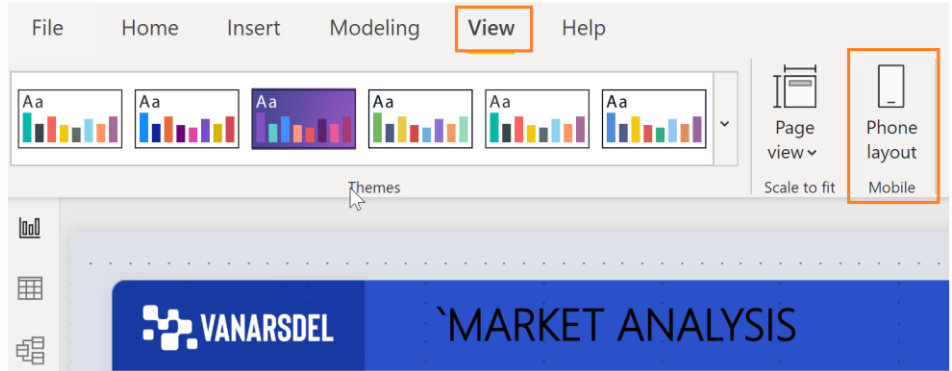 File Home Insert Modeling View Help
Aa Aa Aa Aa Aa Aa
Page view
Phone layout
Themes Scale to fit Mobile
VANARSDEL `MARKET ANALYSIS